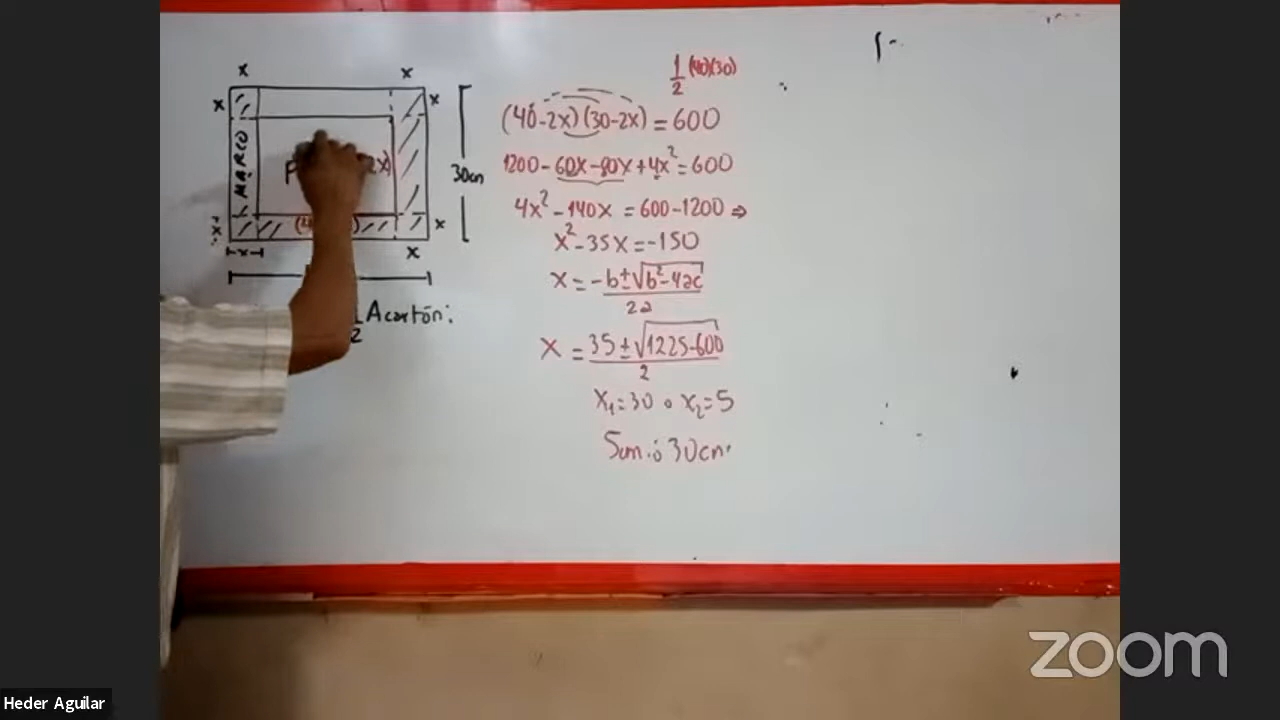 x x
x x
MARCO
30cm
x x
x x
A cartón:
2
1/2 (40)(30)
(40-2x)(30-2x)=600
1200-60x-80x+4x²=600
4x²-140x=600-1200⇒
x²-35x=-150
x=-b±√b²-4ac
2a
x=35±√1225-600
2
x₁=30 o x₂=5
5cm ó 30cm
zoom
Heder Aguilar